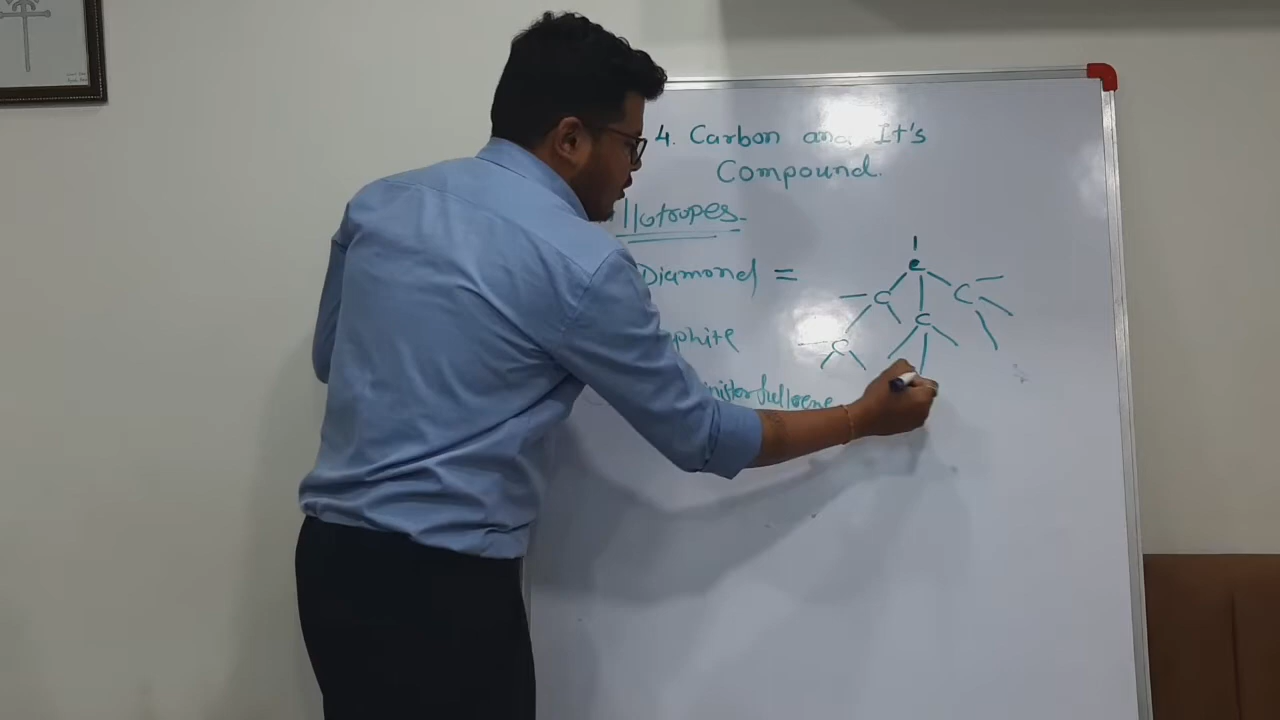 4. Carbon and It's
Compound.
llotropes
Diamond =
C
C C
C
C
phite